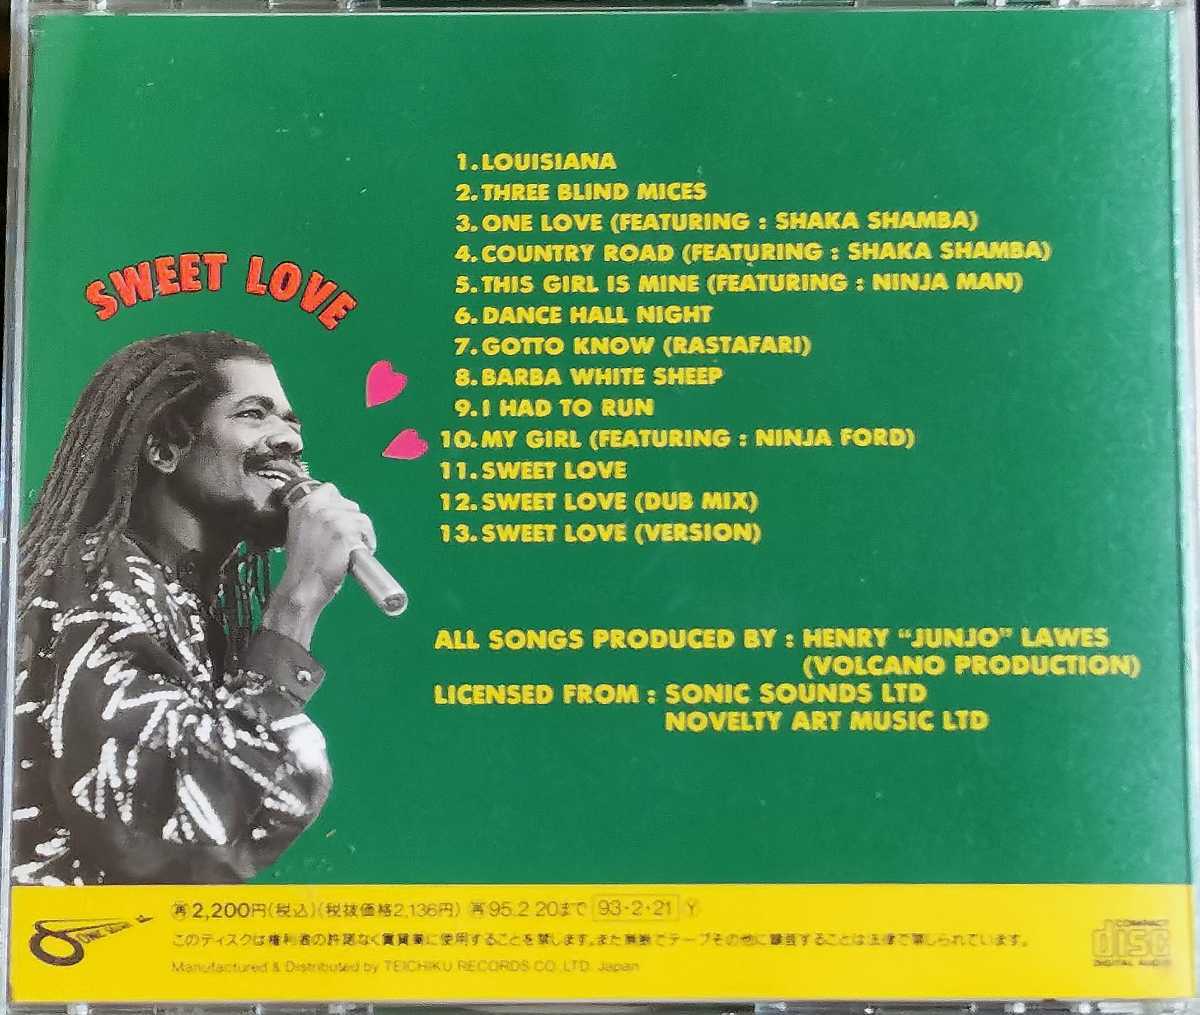 SWEET LOVE
1.LOUISIANA
2.THREE BLIND MICES
3.ONE LOVE (FEATURING : SHAKA SHAMBA)
4.COUNTRY ROAD (FEATURING : SHAKA SHAMBA)
5.THIS GIRL IS MINE (FEATURING : NINJA MAN)
6.DANCE HALL NIGHT
7.GOTTO KNOW (RASTAFARI)
8.BARBA WHITE SHEEP
9.I HAD TO RUN
10.MY GIRL (FEATURING : NINJA FORD)
11.SWEET LOVE
12.SWEET LOVE (DUB MIX)
13.SWEET LOVE (VERSION)
ALL SONGS PRODUCED BY : HENRY “JUNJO” LAWES
(VOLCANO PRODUCTION)
LICENSED FROM : SONIC SOUNDS LTD
NOVELTY ART MUSIC LTD
再2,200円(税込)(税抜価格2,136円) 再95.2.20まで 93・2・21 Y
このディスクは権利者の許諾なく賃貸業に使用することを禁じます。また無断でテープその他に録音することは法律で禁じられています。
Manufactured & Distributed by TEICHIKU RECORDS CO.,LTD. Japan
COMPACT
disc
DIGITAL AUDIO